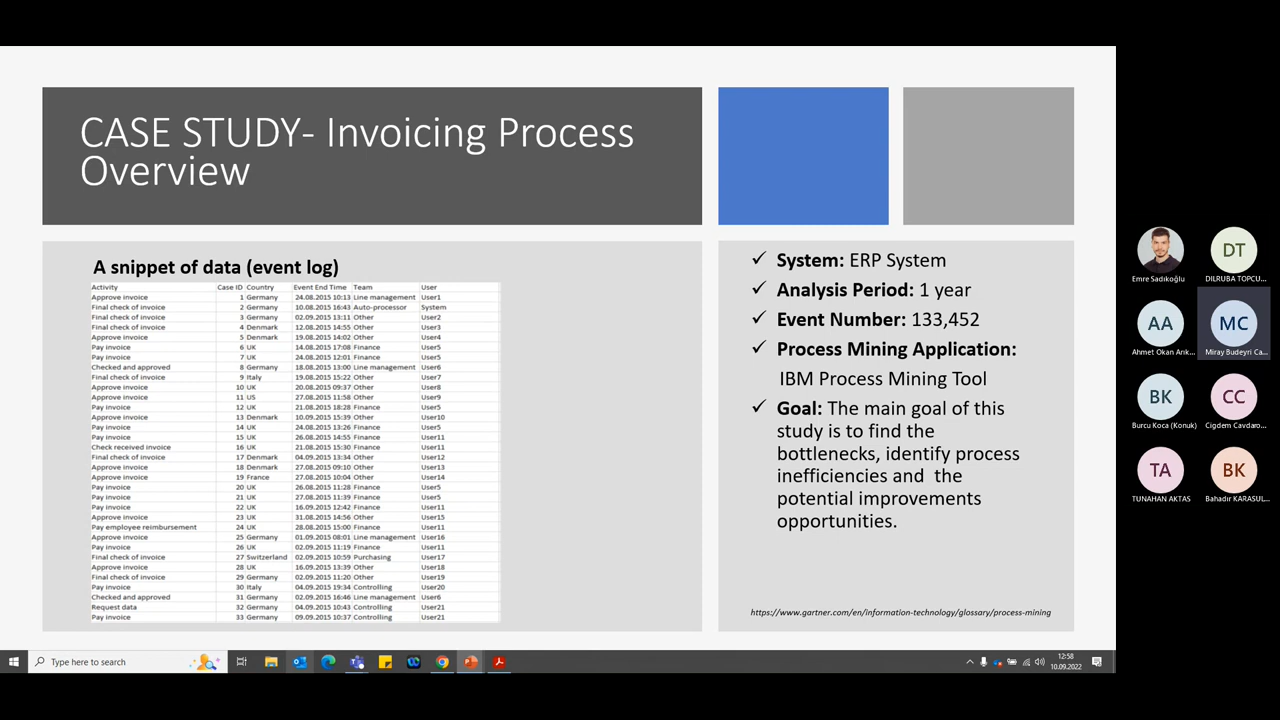 CASE STUDY- Invoicing Process
Overview
A snippet of data (event log)
Activity Case ID Country Event End Time Team User
Approve invoice 1 Germany 24.08.2015 10:13 Line management User1
Final check of invoice 2 Germany 10.08.2015 16:43 Auto-processor System
Final check of invoice 3 Germany 02.09.2015 13:11 Other User2
Final check of invoice 4 Denmark 12.08.2015 14:55 Other User3
Approve invoice 5 Denmark 19.08.2015 14:02 Other User4
Pay invoice 6 UK 14.08.2015 17:08 Finance User5
Pay invoice 7 UK 24.08.2015 12:01 Finance User5
Checked and approved 8 Germany 18.08.2015 13:00 Line management User6
Final check of invoice 9 Italy 19.08.2015 15:22 Other User7
Approve invoice 10 UK 20.08.2015 09:37 Other User8
Approve invoice 11 US 27.08.2015 11:58 Other User9
Pay invoice 12 UK 21.08.2015 18:28 Finance User5
Approve invoice 13 Denmark 10.09.2015 15:39 Other User10
Pay invoice 14 UK 24.08.2015 13:26 Finance User5
Pay invoice 15 UK 26.08.2015 14:55 Finance User11
Check received invoice 16 UK 21.08.2015 15:30 Finance User11
Final check of invoice 17 Denmark 04.09.2015 13:34 Other User12
Approve invoice 18 Denmark 27.08.2015 09:10 Other User13
Approve invoice 19 France 27.08.2015 10:04 Other User14
Pay invoice 20 UK 26.08.2015 11:28 Finance User5
Pay invoice 21 UK 27.08.2015 11:39 Finance User5
Pay invoice 22 UK 16.09.2015 12:42 Finance User11
Approve invoice 23 UK 31.08.2015 14:56 Other User15
Pay employee reimbursement 24 UK 28.08.2015 15:00 Finance User11
Approve invoice 25 Germany 01.09.2015 08:01 Line management User16
Pay invoice 26 UK 02.09.2015 11:19 Finance User11
Final check of invoice 27 Switzerland 02.09.2015 10:59 Purchasing User17
Approve invoice 28 UK 16.09.2015 13:39 Other User18
Final check of invoice 29 Germany 02.09.2015 11:20 Other User19
Pay invoice 30 Italy 04.09.2015 19:34 Controlling User20
Checked and approved 31 Germany 02.09.2015 16:46 Line management User6
Request data 32 Germany 04.09.2015 10:43 Controlling User21
Pay invoice 33 Germany 09.09.2015 10:37 Controlling User21
System: ERP System
Analysis Period: 1 year
Event Number: 133,452
Process Mining Application:
IBM Process Mining Tool
Goal: The main goal of this
study is to find the
bottlenecks, identify process
inefficiencies and the
potential improvements
opportunities.
https://www.gartner.com/en/information-technology/glossary/process-mining
Emre Sadıkoğlu
DT
DILRUBA TOPCU...
AA
Ahmet Okan Arık...
MC
Miray Budeyri Ca...
BK
Burcu Koca (Konuk)
CC
Cigdem Cavdaro...
TA
TUNAHAN AKTAS
BK
Bahadır KARASUL...
Type here to search
12:58
10.09.2022